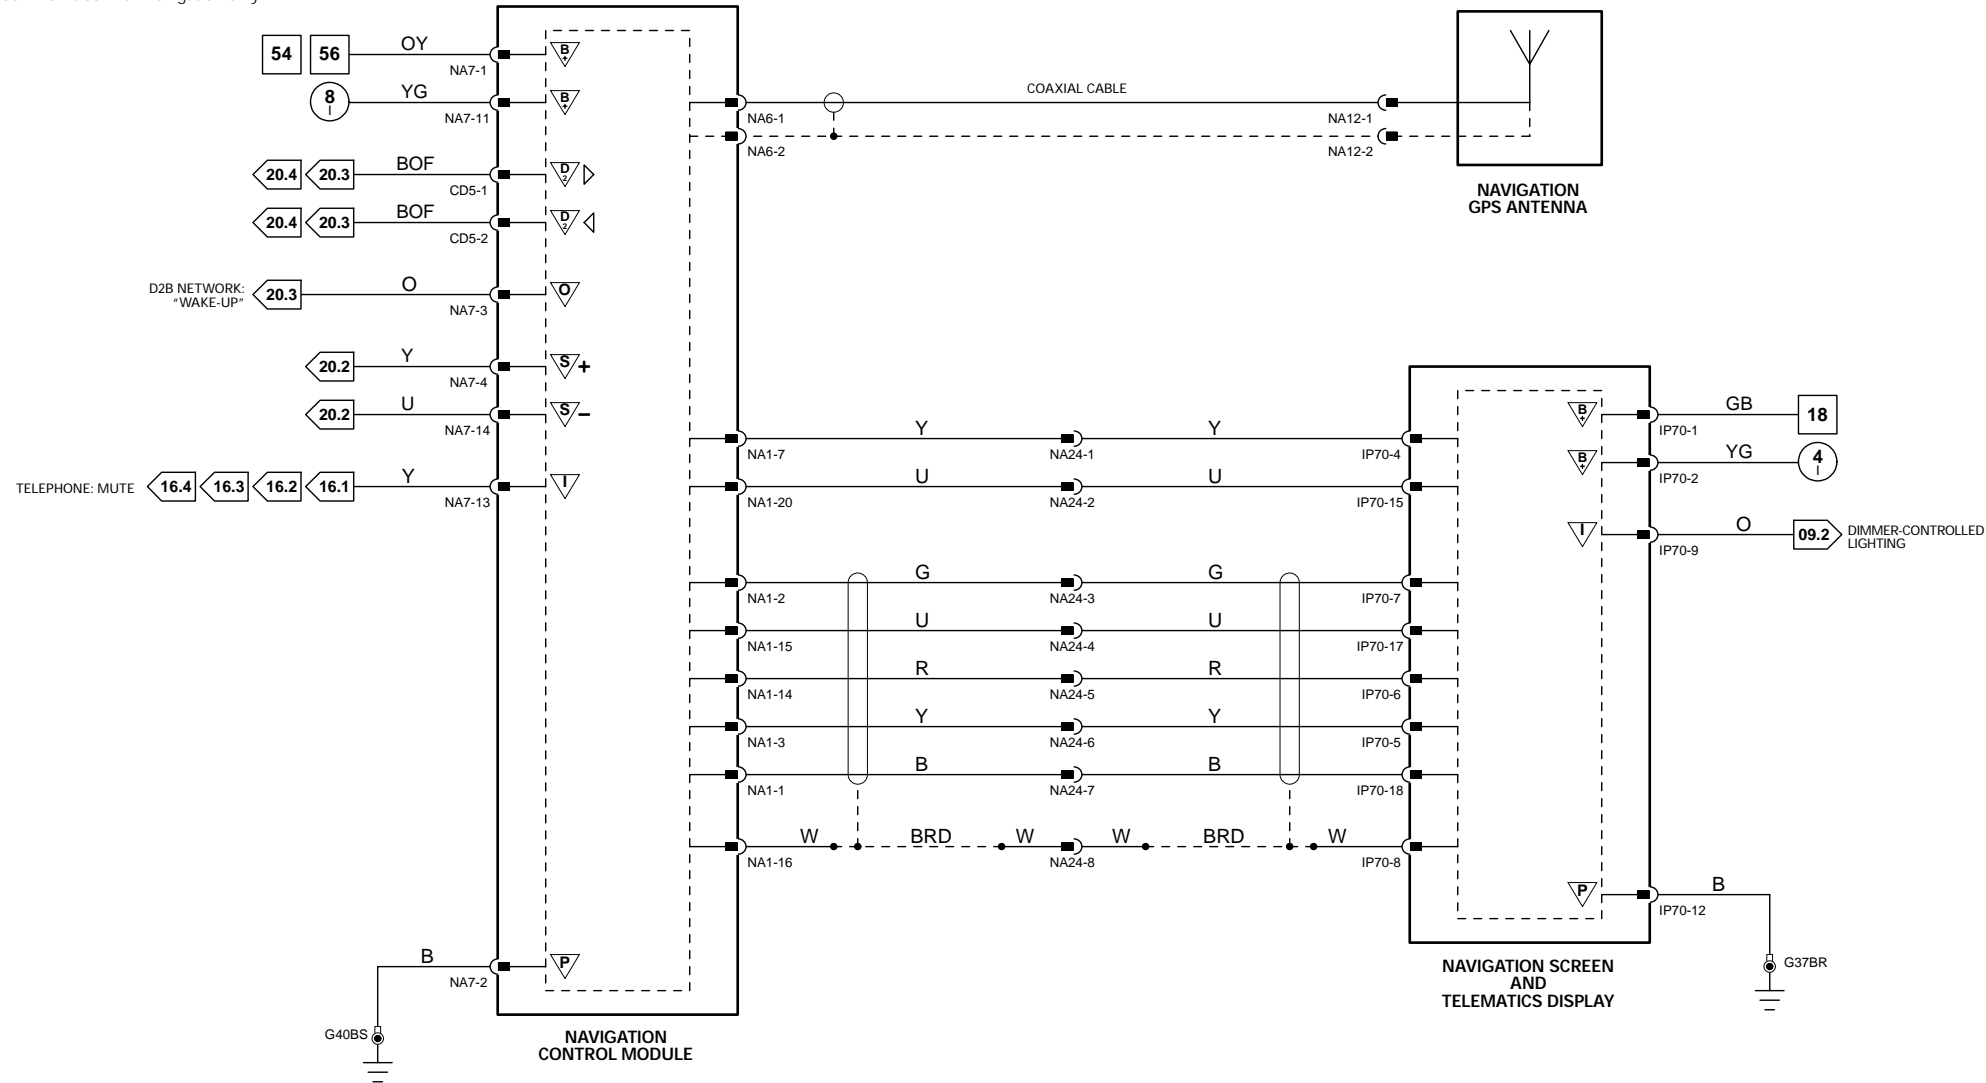 54 56 OY NA7-1 B+
8 I YG NA7-11 B+
20.4 20.3 BOF CD5-1 D2
20.4 20.3 BOF CD5-2 D2
D2B NETWORK:
"WAKE-UP" 20.3 O NA7-3 O
20.2 Y NA7-4 S +
20.2 U NA7-14 S –
TELEPHONE: MUTE 16.4 16.3 16.2 16.1 Y NA7-13 I
B NA7-2 P
G40BS
NAVIGATION
CONTROL MODULE
NA6-1 COAXIAL CABLE NA12-1
NA6-2 NA12-2
NAVIGATION
GPS ANTENNA
NA1-7 Y NA24-1 Y IP70-4
NA1-20 U NA24-2 U IP70-15
NA1-2 G NA24-3 G IP70-7
NA1-15 U NA24-4 U IP70-17
NA1-14 R NA24-5 R IP70-6
NA1-3 Y NA24-6 Y IP70-5
NA1-1 B NA24-7 B IP70-18
NA1-16 W BRD W NA24-8 W BRD W IP70-8
B+ IP70-1 GB 18
B+ IP70-2 YG 4 I
I IP70-9 O 09.2 DIMMER-CONTROLLED
LIGHTING
P IP70-12 B
G37BR
NAVIGATION SCREEN
AND
TELEMATICS DISPLAY